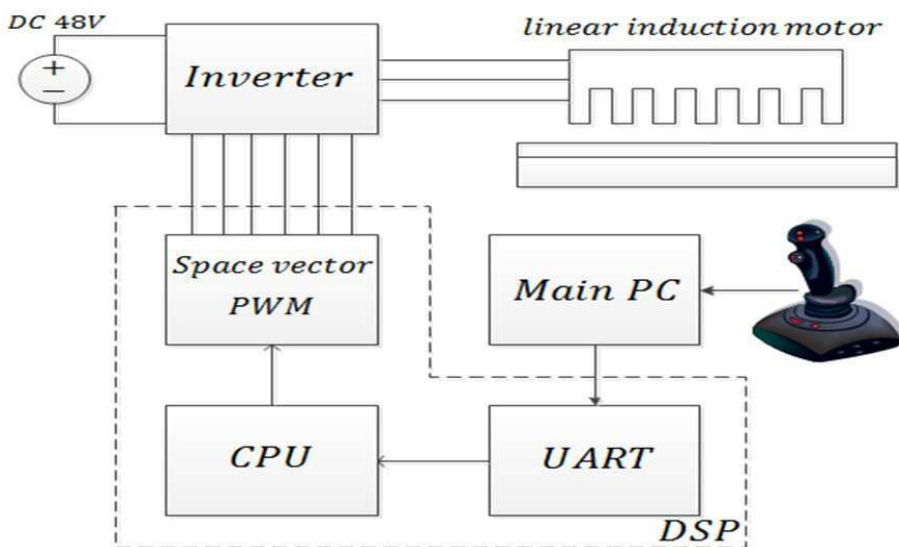 DC 48V
linear induction motor
Inverter
Space vector
PWM
Main PC
CPU
UART
DSP